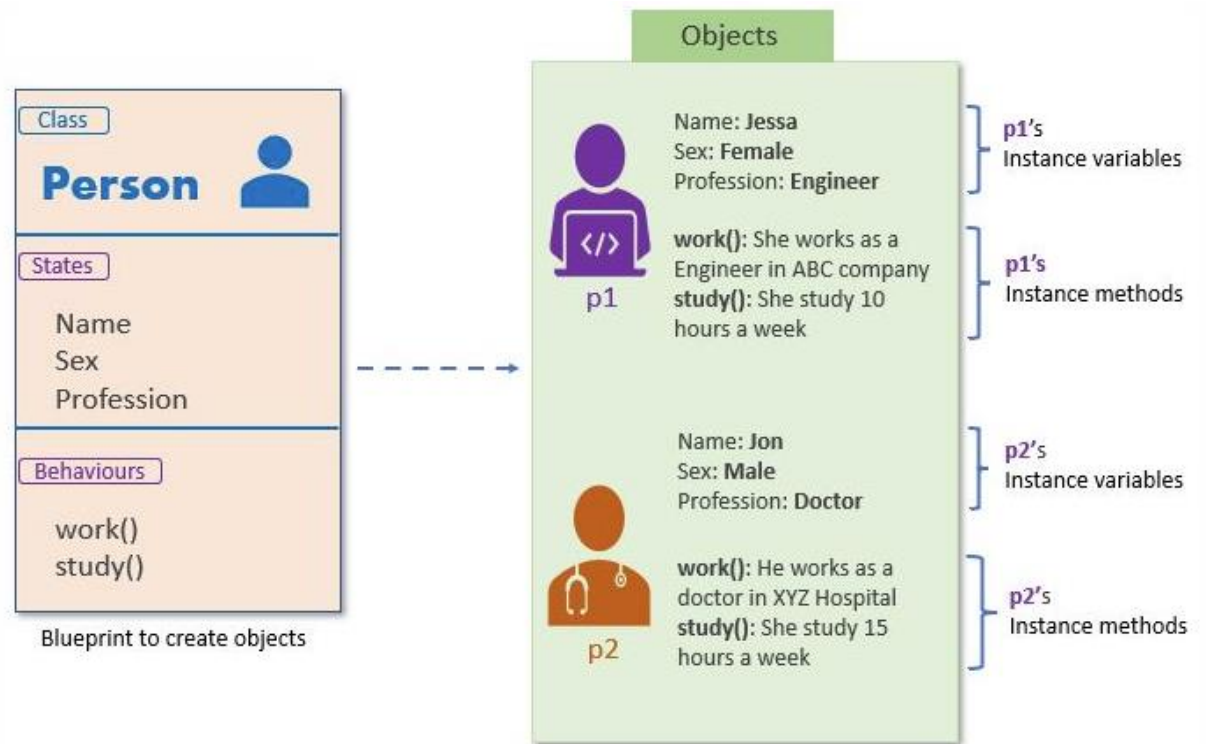 Class
Person
States
Name
Sex
Profession
Behaviours
work()
study()
Blueprint to create objects
Objects
Name: Jessa
Sex: Female
Profession: Engineer
work(): She works as a
Engineer in ABC company
study(): She study 10
hours a week
</>
p1
p1's
Instance variables
p1's
Instance methods
Name: Jon
Sex: Male
Profession: Doctor
work(): He works as a
doctor in XYZ Hospital
study(): She study 15
hours a week
p2
p2's
Instance variables
p2's
Instance methods